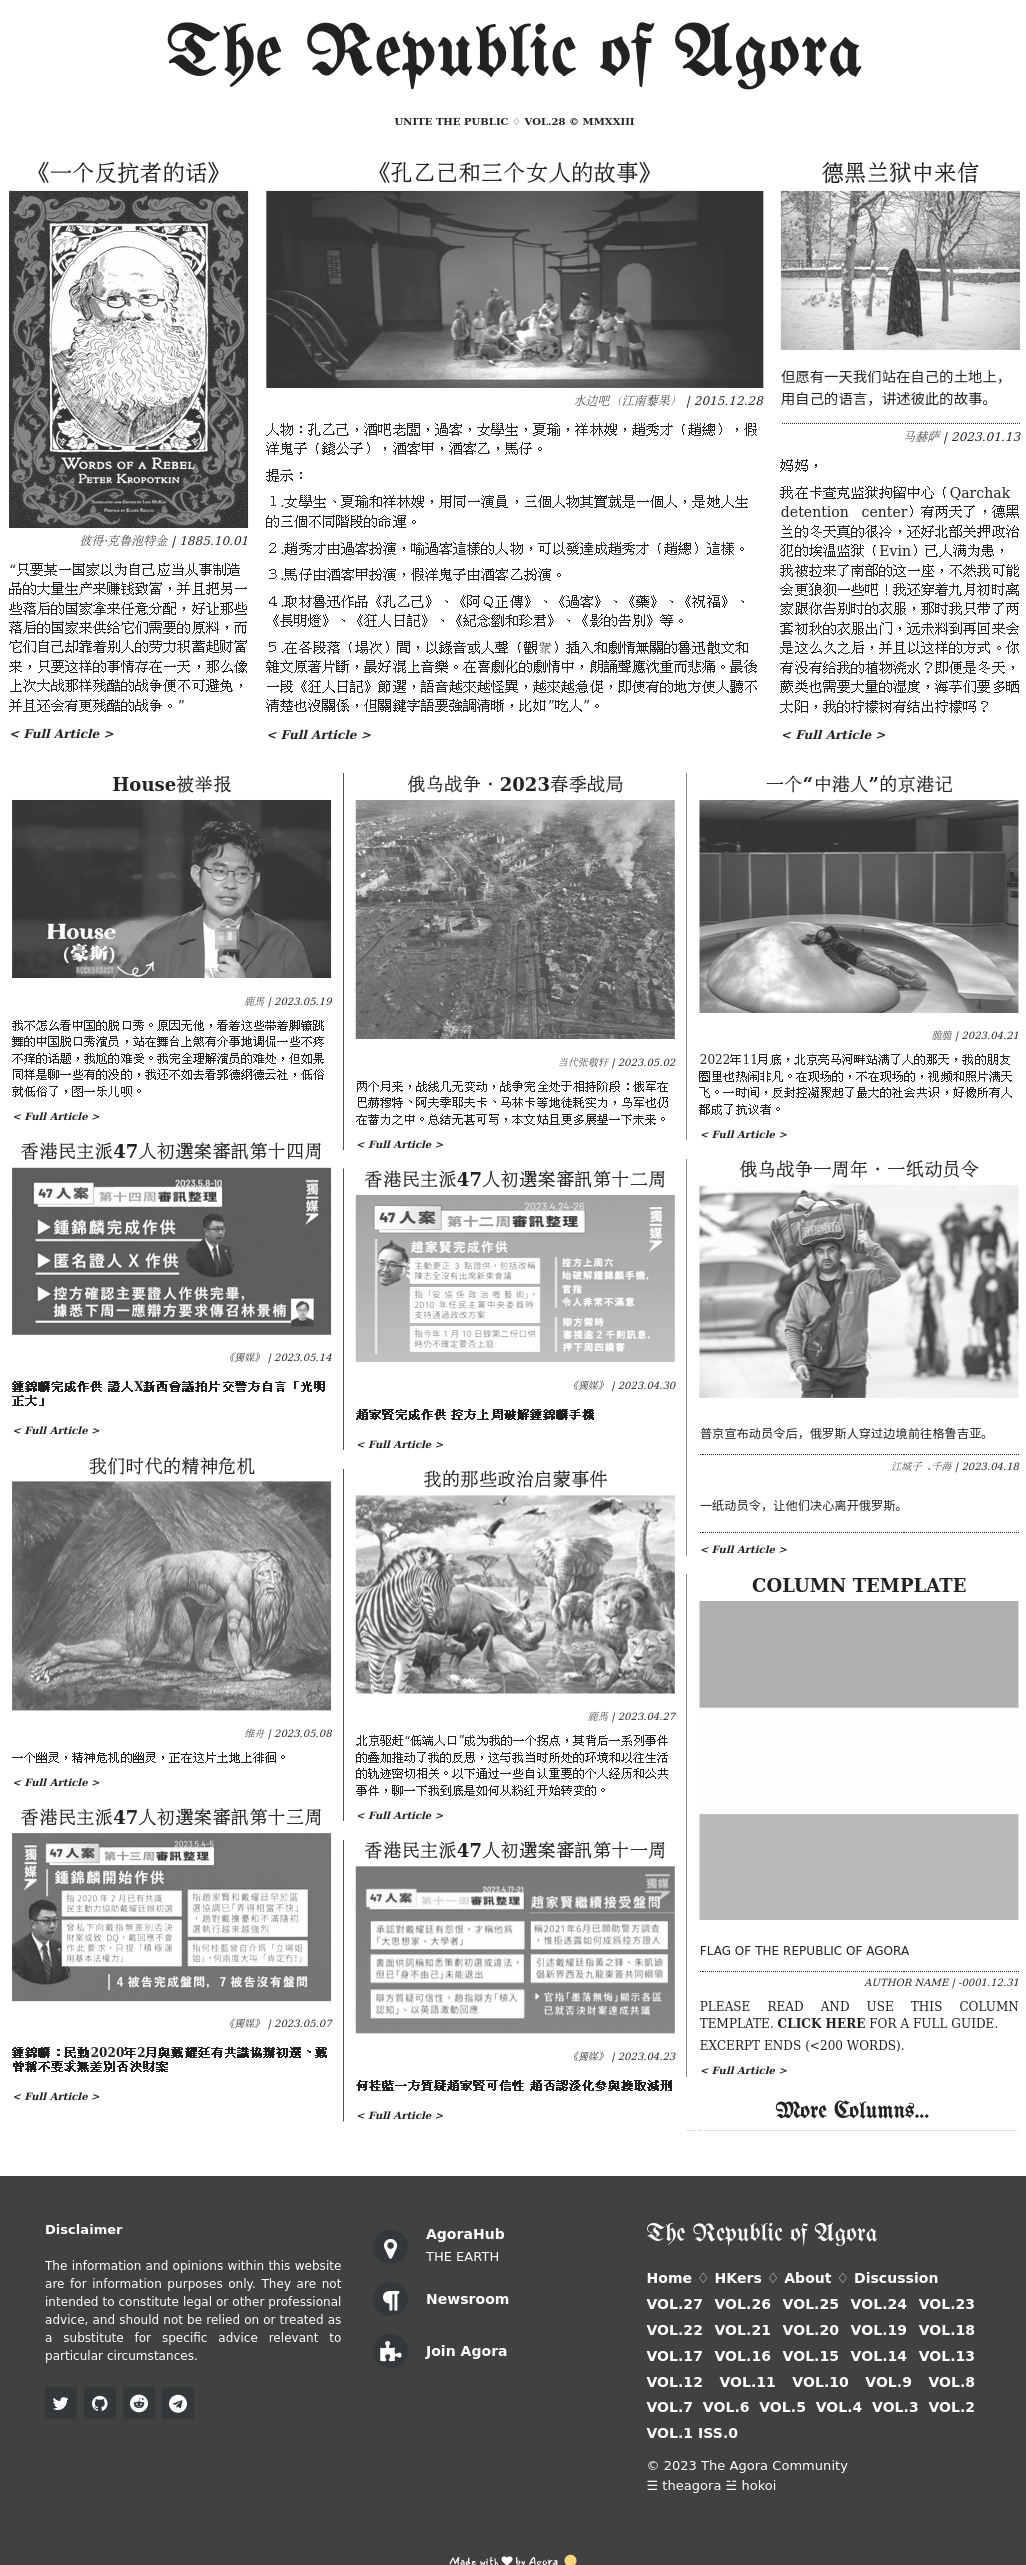 The Republic of Agora
UNITE THE PUBLIC ♢ VOL.28 © MMXXIII
《一个反抗者的话》
WORDS OF A REBEL
PETER KROPOTKIN
彼得·克鲁泡特金 | 1885.10.01
“只要某一国家以为自己应当从事制造
品的大量生产来赚钱致富，并且把另一
些落后的国家拿来任意分配，好让那些
落后的国家来供给它们需要的原料，而
它们自己却靠着别人的劳力积蓄起财富
来，只要这样的事情存在一天，那么像
上次大战那样残酷的战争便不可避免，
并且还会有更残酷的战争。”
< Full Article >
《孔乙己和三个女人的故事》
水边吧（江南藜果） | 2015.12.28
人物：孔乙己，酒吧老闆，過客，女學生，夏瑜，祥林嫂，趙秀才（趙總），假
洋鬼子（錢公子），酒客甲，酒客乙，馬仔。
提示：
１.女學生、夏瑜和祥林嫂，用同一演員，三個人物其實就是一個人，是她人生
的三個不同階段的命運。
２.趙秀才由過客扮演，喻過客這樣的人物，可以發達成趙秀才（趙總）這樣。
３.馬仔由酒客甲扮演，假洋鬼子由酒客乙扮演。
４.取材魯迅作品《孔乙己》、《阿Ｑ正傳》、《過客》、《藥》、《祝福》、
《長明燈》、《狂人日記》、《紀念劉和珍君》、《影的告別》等。
５.在各段落（場次）間，以錄音或人聲（觀眾）插入和劇情無關的魯迅散文和
雜文原著片斷，最好混上音樂。在喜劇化的劇情中，朗誦聲應沈重而悲痛。最後
一段《狂人日記》節選，語音越來越怪異，越來越急促，即使有的地方使人聽不
清楚也沒關係，但關鍵字語要強調清晰，比如”吃人”。
< Full Article >
德黑兰狱中来信
但愿有一天我们站在自己的土地上，
用自己的语言，讲述彼此的故事。
马赫萨 | 2023.01.13
妈妈，
我在卡查克监狱拘留中心（Qarchak
detention center）有两天了，德黑
兰的冬天真的很冷，还好北部关押政治
犯的埃温监狱（Evin）已人满为患，
我被拉来了南部的这一座，不然我可能
会更狼狈一些吧！我还穿着九月初时离
家跟你告别时的衣服，那时我只带了两
套初秋的衣服出门，远未料到再回来会
是这么久之后，并且以这样的方式。你
有没有给我的植物浇水？即便是冬天，
蕨类也需要大量的湿度，海芋们要多晒
太阳，我的柠檬树有结出柠檬吗？
< Full Article >
House被举报
House
(豪斯)
ROCK&ROAST
鹿馬 | 2023.05.19
我不怎么看中国的脱口秀。原因无他，看着这些带着脚镣跳
舞的中国脱口秀演员，站在舞台上煞有介事地调侃一些不疼
不痒的话题，我尬的难受。我完全理解演员的难处，但如果
同样是聊一些有的没的，我还不如去看郭德纲德云社，低俗
就低俗了，图一乐儿呗。
< Full Article >
香港民主派47人初選案審訊第十四周
2023.5.8-10
47人案 第十四周審訊整理
獨媒
▶鍾錦麟完成作供
▶匿名證人 X 作供
▶控方確認主要證人作供完畢，
據悉下周一應辯方要求傳召林景楠
《獨媒》 | 2023.05.14
鍾錦麟完成作供 證人X新西會議拍片交警方自言「光明
正大」
< Full Article >
我们时代的精神危机
维舟 | 2023.05.08
一个幽灵，精神危机的幽灵，正在这片土地上徘徊。
< Full Article >
香港民主派47人初選案審訊第十三周
2023.5.4-5
獨媒
47人案 第十三周審訊整理
鍾錦麟開始作供
指 2020 年 2 月已有共識
民主動力協助戴耀廷辦初選
曾私下向戴指無差別否決
財案或致 DQ，戴回應不會
作此要求，只提「積極運
用基本法權力」
指趙家賢和戴耀廷早於區
選協調已「弄得相當不快」
，趙對戴擔憂和不滿隨初
選執行越來越強烈
指何桂藍曾自介為「立場姐
姐」，何兩度大叫「肯定冇!」
4 被告完成盤問，7 被告沒有盤問
《獨媒》 | 2023.05.07
鍾錦麟：民動2020年2月與戴耀廷有共識協辦初選、戴
曾稱不要求無差別否決財案
< Full Article >
俄乌战争 · 2023春季战局
当代张敬轩 | 2023.05.02
两个月来，战线几无变动，战争完全处于相持阶段：俄军在
巴赫穆特、阿夫季耶夫卡、马林卡等地徒耗实力，乌军也仍
在蓄力之中。总结无甚可写，本文姑且更多展望一下未来。
< Full Article >
香港民主派47人初選案審訊第十二周
2023.4.24-26
47人案 第十二周審訊整理
獨媒
趙家賢完成作供
主動更正 3 點證供，包括改稱
陳志全沒有出席新東會議
指「妥協係政治嘅藝術」，
2010 年任民主黨中央委員時
支持通過政改方案
指今年 1 月 10 日錄第二份口供
時仍不確定要否上庭
控方上周六
始破解鍾錦麟手機，
官指
令人非常不滿意
辯方需時
審視逾 2 千則訊息，
押下周四續審
《獨媒》 | 2023.04.30
趙家賢完成作供 控方上周破解鍾錦麟手機
< Full Article >
我的那些政治启蒙事件
鹿馬 | 2023.04.27
北京驱赶“低端人口”成为我的一个拐点，其背后一系列事件
的叠加推动了我的反思，这与我当时所处的环境和以往生活
的轨迹密切相关。以下通过一些自认重要的个人经历和公共
事件，聊一下我到底是如何从粉红开始转变的。
< Full Article >
香港民主派47人初選案審訊第十一周
2023.4.17-21
獨媒
47人案 第十一周審訊整理 趙家賢繼續接受盤問
承認對戴耀廷有怨恨，才稱他爲
「大思想家、大學者」
書面供詞稱知悉策劃初選或違法，
但已「身不由己」未能退出
辯方質疑可信性，趙指辯方「植入
認知」、以英語激動回應
稱2021年6月已願助警方調查
，惟拒透露如何成爲控方證人
引述戴耀廷指黃之鋒、朱凱廸
倡新界西及九龍東簽共同綱領
▶官指「墨落無悔」顯示各區
已就否決財案達成共識
《獨媒》 | 2023.04.23
何桂藍一方質疑趙家賢可信性 趙否認淡化參與換取減刑
< Full Article >
一个“中港人”的京港记
脆脆 | 2023.04.21
2022年11月底，北京亮马河畔站满了人的那天，我的朋友
圈里也热闹非凡。在现场的，不在现场的，视频和照片满天
飞。一时间，反封控凝聚起了最大的社会共识，好像所有人
都成了抗议者。
< Full Article >
俄乌战争一周年 · 一纸动员令
普京宣布动员令后，俄罗斯人穿过边境前往格鲁吉亚。
江城子﹑千海 | 2023.04.18
一纸动员令，让他们决心离开俄罗斯。
< Full Article >
COLUMN TEMPLATE
FLAG OF THE REPUBLIC OF AGORA
AUTHOR NAME | -0001.12.31
PLEASE READ AND USE THIS COLUMN
TEMPLATE. CLICK HERE FOR A FULL GUIDE.
EXCERPT ENDS (<200 WORDS).
< Full Article >
More Columns...
Disclaimer
The information and opinions within this website
are for information purposes only. They are not
intended to constitute legal or other professional
advice, and should not be relied on or treated as
a substitute for specific advice relevant to
particular circumstances.
AgoraHub
THE EARTH
Newsroom
Join Agora
The Republic of Agora
Home ♢ HKers ♢ About ♢ Discussion
VOL.27 VOL.26 VOL.25 VOL.24 VOL.23
VOL.22 VOL.21 VOL.20 VOL.19 VOL.18
VOL.17 VOL.16 VOL.15 VOL.14 VOL.13
VOL.12 VOL.11 VOL.10 VOL.9 VOL.8
VOL.7 VOL.6 VOL.5 VOL.4 VOL.3 VOL.2
VOL.1 ISS.0
© 2023 The Agora Community
☰ theagora ☱ hokoi
Made with ♥ by Agora